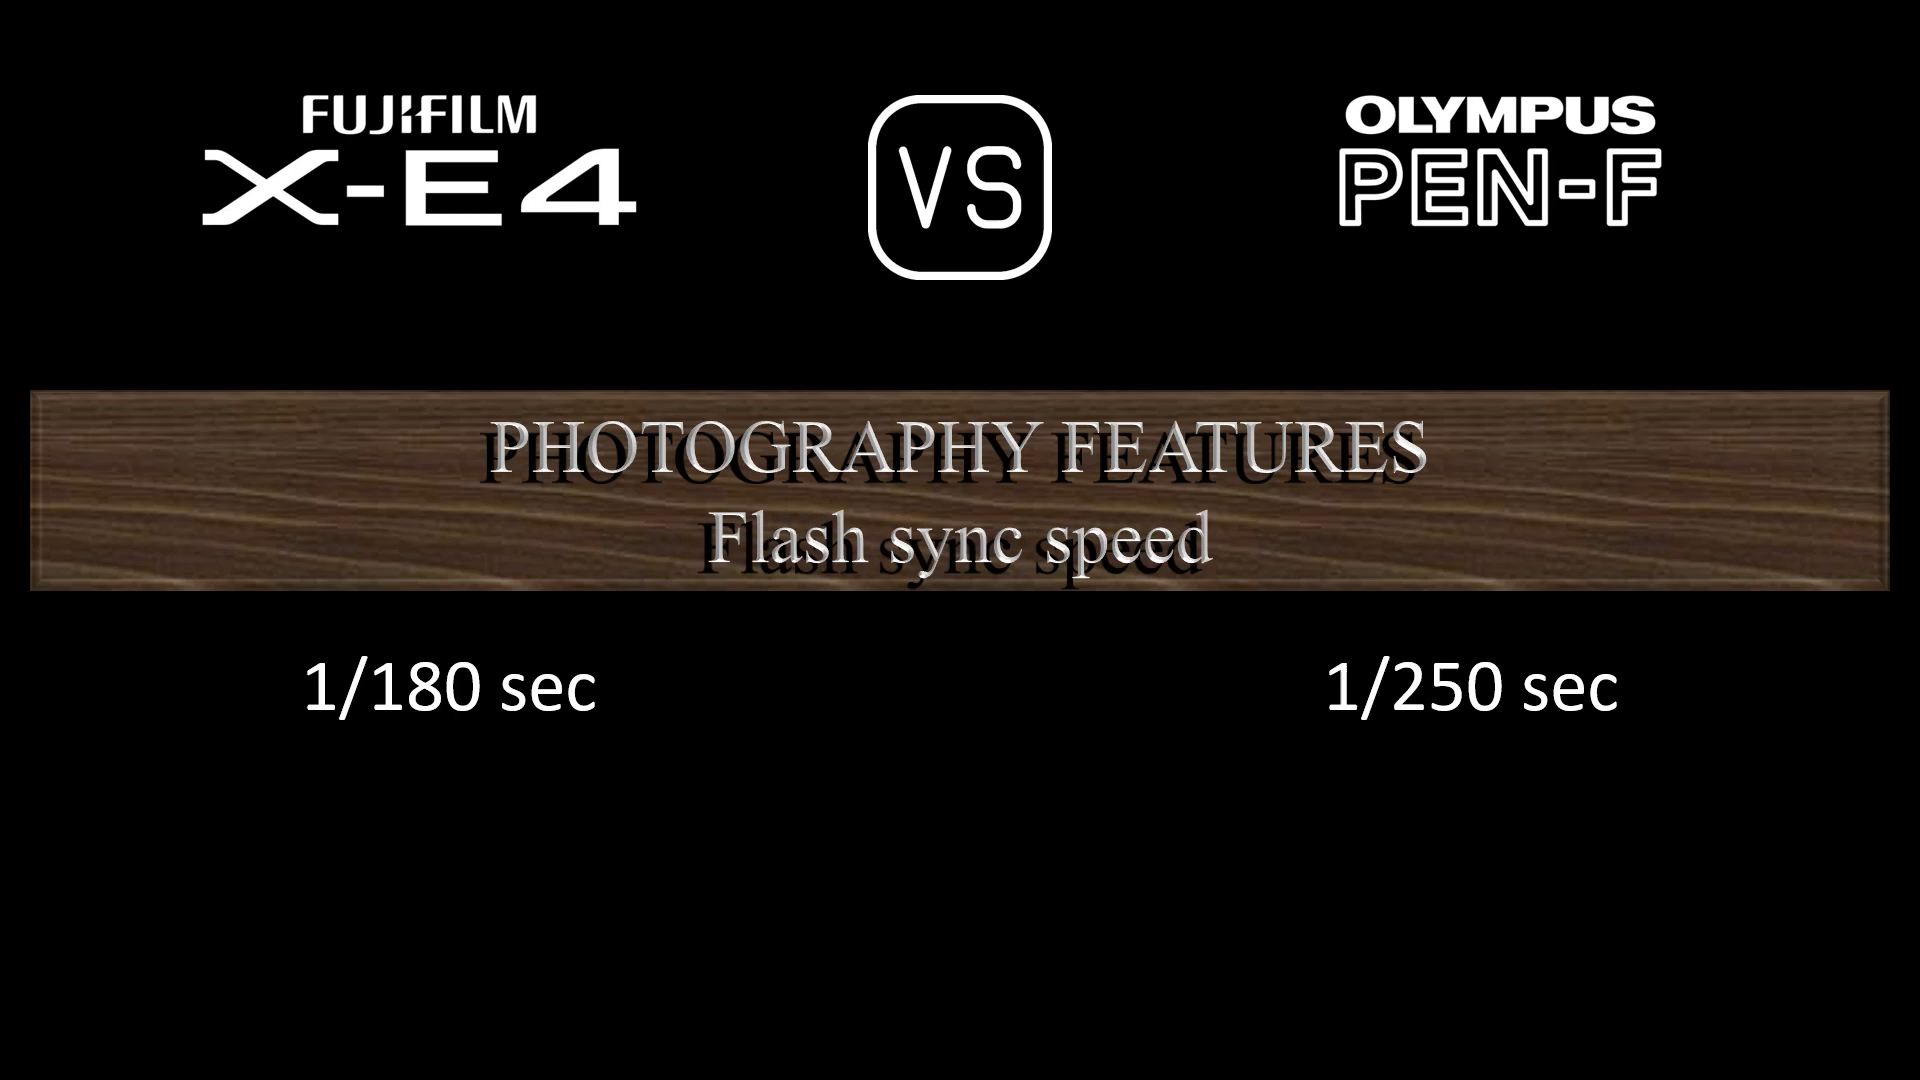 FUJIFILM
X-E4
VS
OLYMPUS
PEN-F
PHOTOGRAPHY FEATURES
Flash sync speed
1/180 sec
1/250 sec